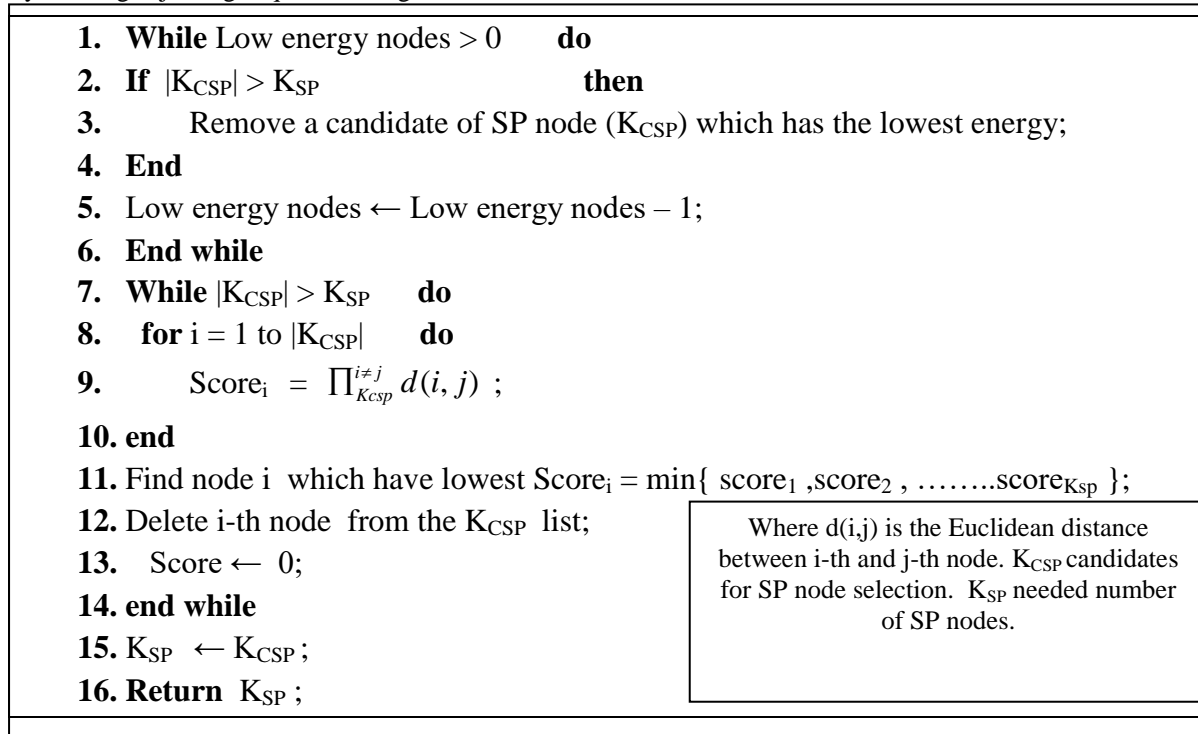 1. While Low energy nodes > 0 do
2. If |K_CSP| > K_SP then
3. Remove a candidate of SP node (K_CSP) which has the lowest energy;
4. End
5. Low energy nodes ← Low energy nodes – 1;
6. End while
7. While |K_CSP| > K_SP do
8. for i = 1 to |K_CSP| do
9. Score_i = ∏_{Kcsp}^{i≠j} d(i, j) ;
10. end
11. Find node i which have lowest Score_i = min{ score_1 ,score_2 , ……..score_Ksp };
12. Delete i-th node from the K_CSP list;
13. Score ← 0;
14. end while
15. K_SP ← K_CSP ;
16. Return K_SP ;
Where d(i,j) is the Euclidean distance
between i-th and j-th node. K_CSP candidates
for SP node selection. K_SP needed number
of SP nodes.